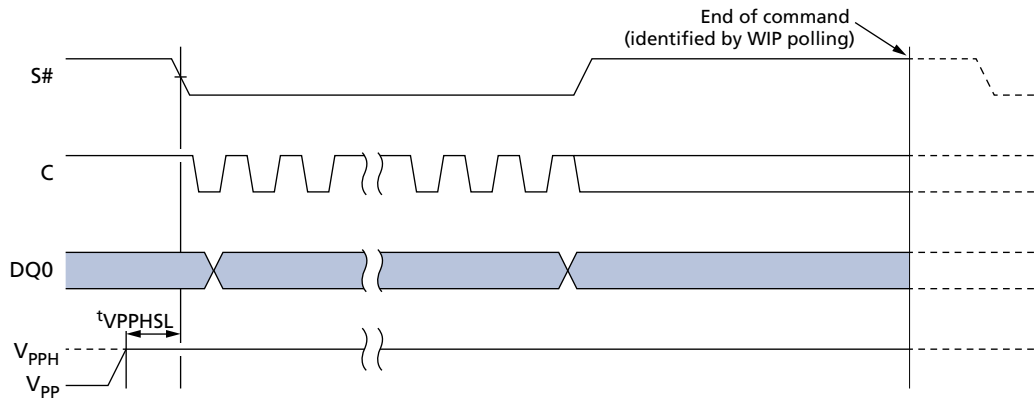 End of command
(identified by WIP polling)
S#
C
DQ0
tVPPHSL
VPPH
VPP